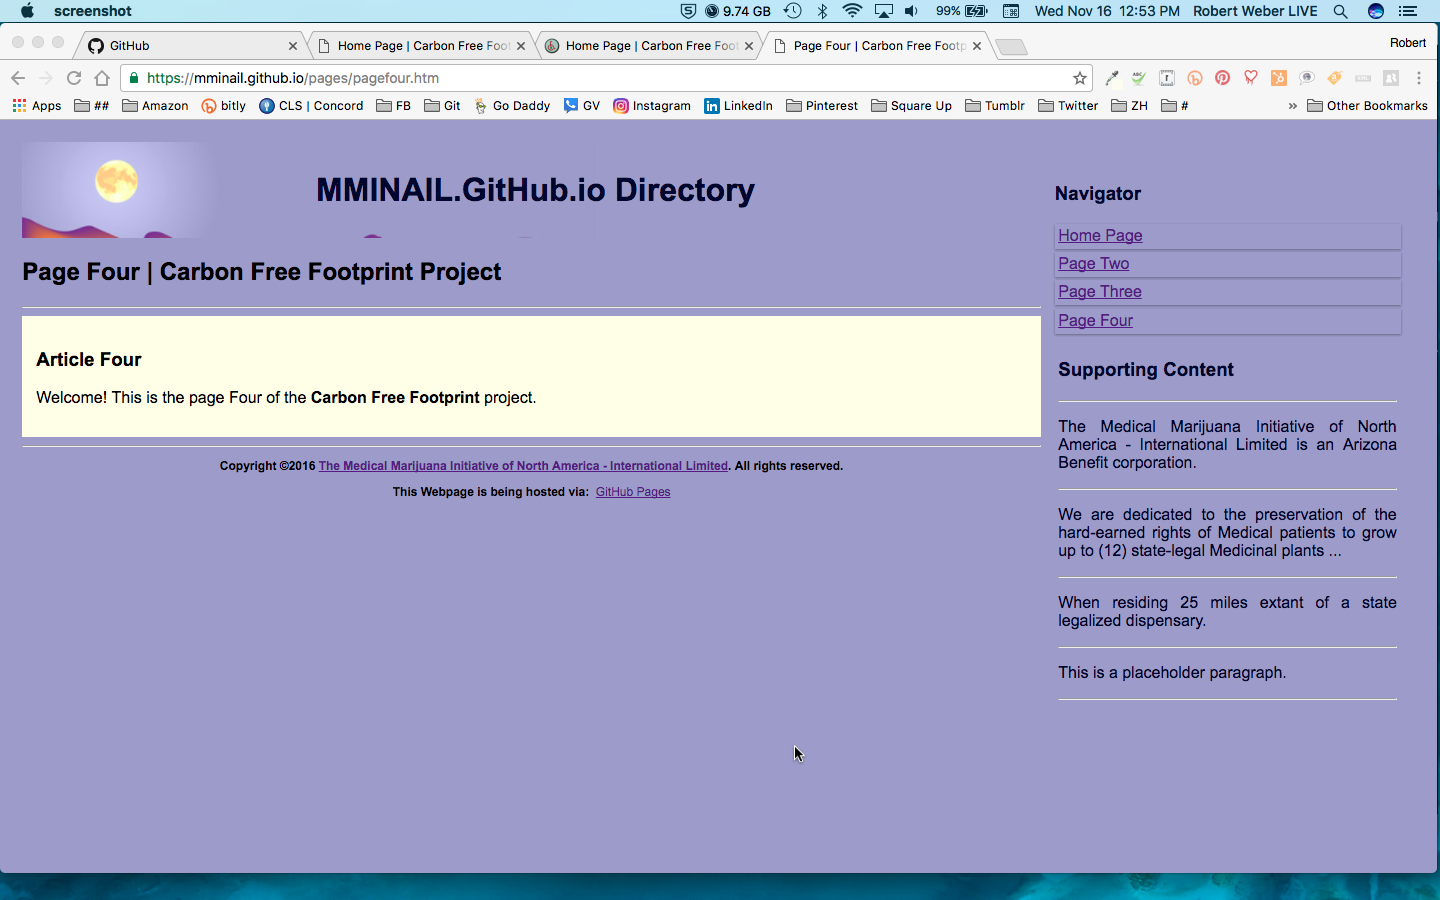 screenshot
9.74 GB
99%
Wed Nov 16 12:53 PM
Robert Weber LIVE
GitHub
Home Page | Carbon Free Foot
Home Page | Carbon Free Foot
Page Four | Carbon Free Footp
Robert
https://mminail.github.io/pages/pagefour.htm
Apps
##
Amazon
bitly
CLS | Concord
FB
Git
Go Daddy
GV
Instagram
LinkedIn
Pinterest
Square Up
Tumblr
Twitter
ZH
#
» Other Bookmarks
MMINAIL.GitHub.io Directory
Page Four | Carbon Free Footprint Project
Article Four
Welcome! This is the page Four of the Carbon Free Footprint project.
Copyright ©2016 The Medical Marijuana Initiative of North America - International Limited. All rights reserved.
This Webpage is being hosted via: GitHub Pages
Navigator
Home Page
Page Two
Page Three
Page Four
Supporting Content
The Medical Marijuana Initiative of North
America - International Limited is an Arizona
Benefit corporation.
We are dedicated to the preservation of the
hard-earned rights of Medical patients to grow
up to (12) state-legal Medicinal plants ...
When residing 25 miles extant of a state
legalized dispensary.
This is a placeholder paragraph.